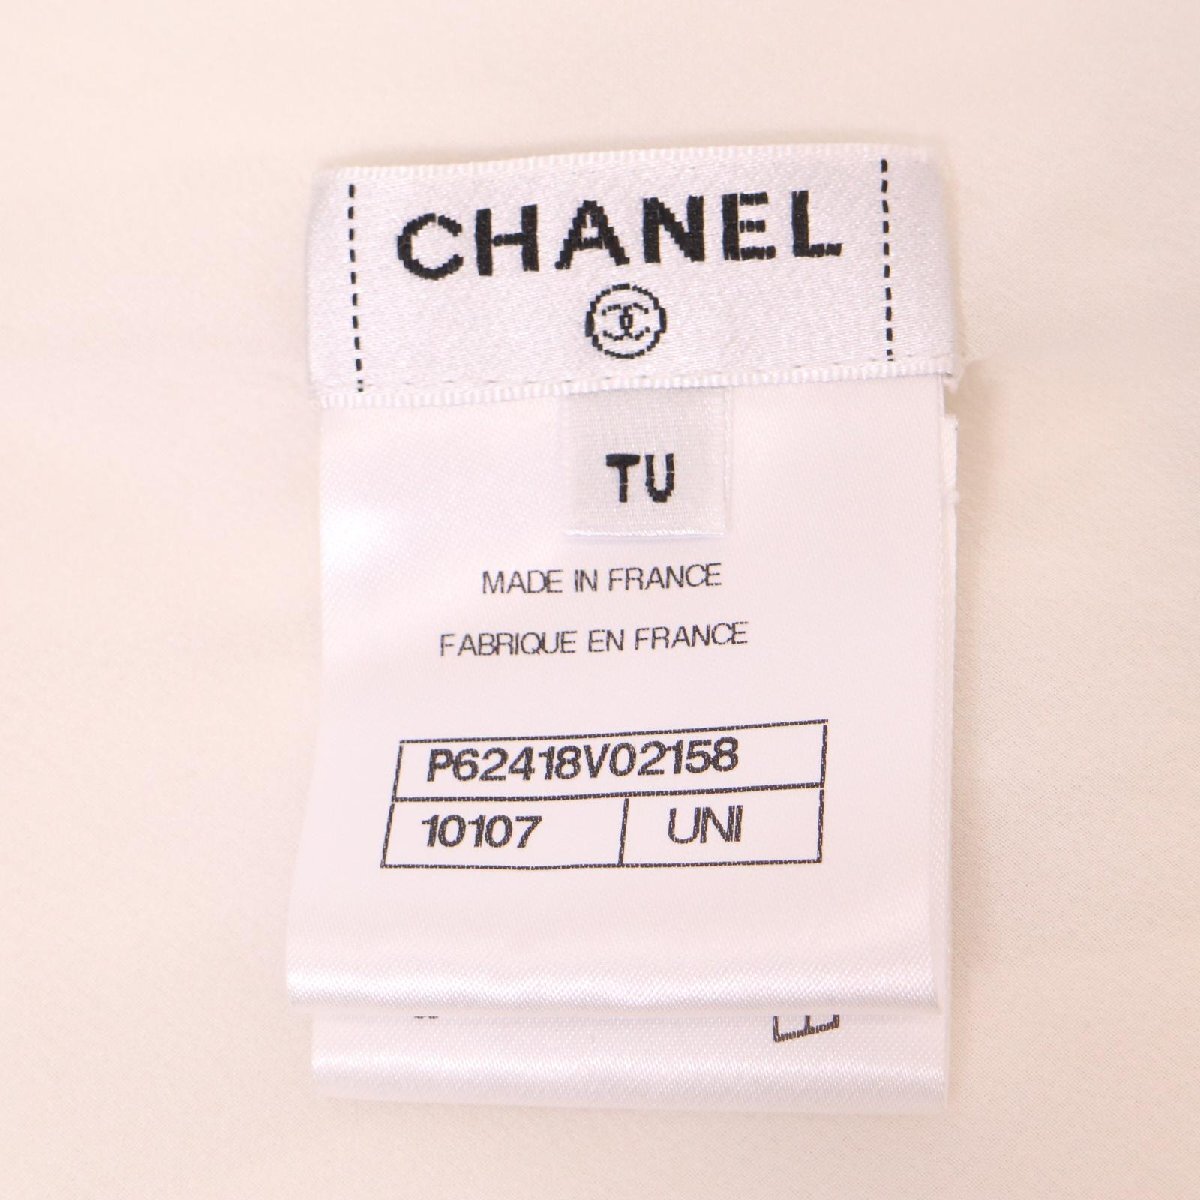 CHANEL
TU
MADE IN FRANCE
FABRIQUE EN FRANCE
P62418V02158
10107 UNI